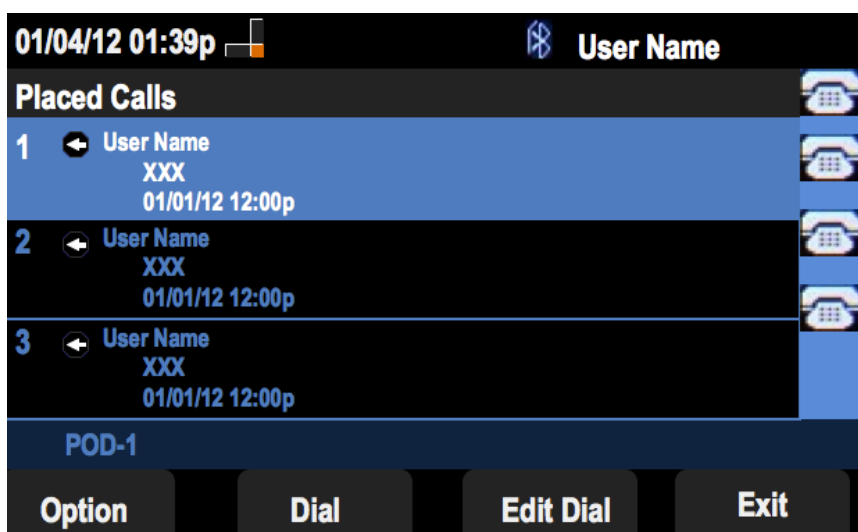 01/04/12 01:39p User Name
Placed Calls
1 User Name
XXX
01/01/12 12:00p
2 User Name
XXX
01/01/12 12:00p
3 User Name
XXX
01/01/12 12:00p
POD-1
Option Dial Edit Dial Exit